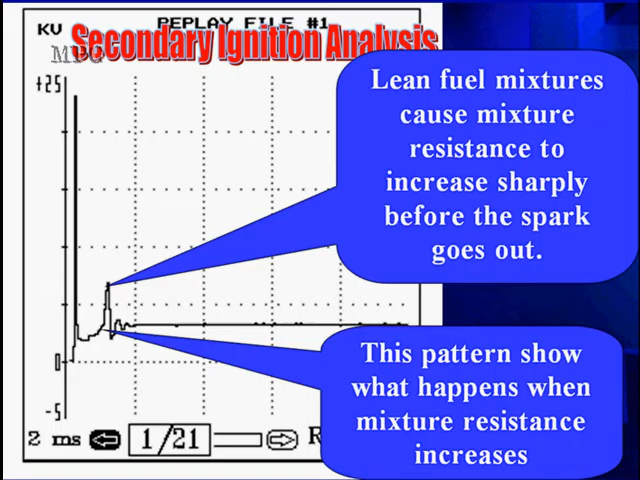 KV REPLAY FILE #1
Secondary Ignition Analysis
+25
Lean fuel mixtures
cause mixture
resistance to
increase sharply
before the spark
goes out.
0
-5
This pattern show
what happens when
mixture resistance
increases
2 ms 1/21 R